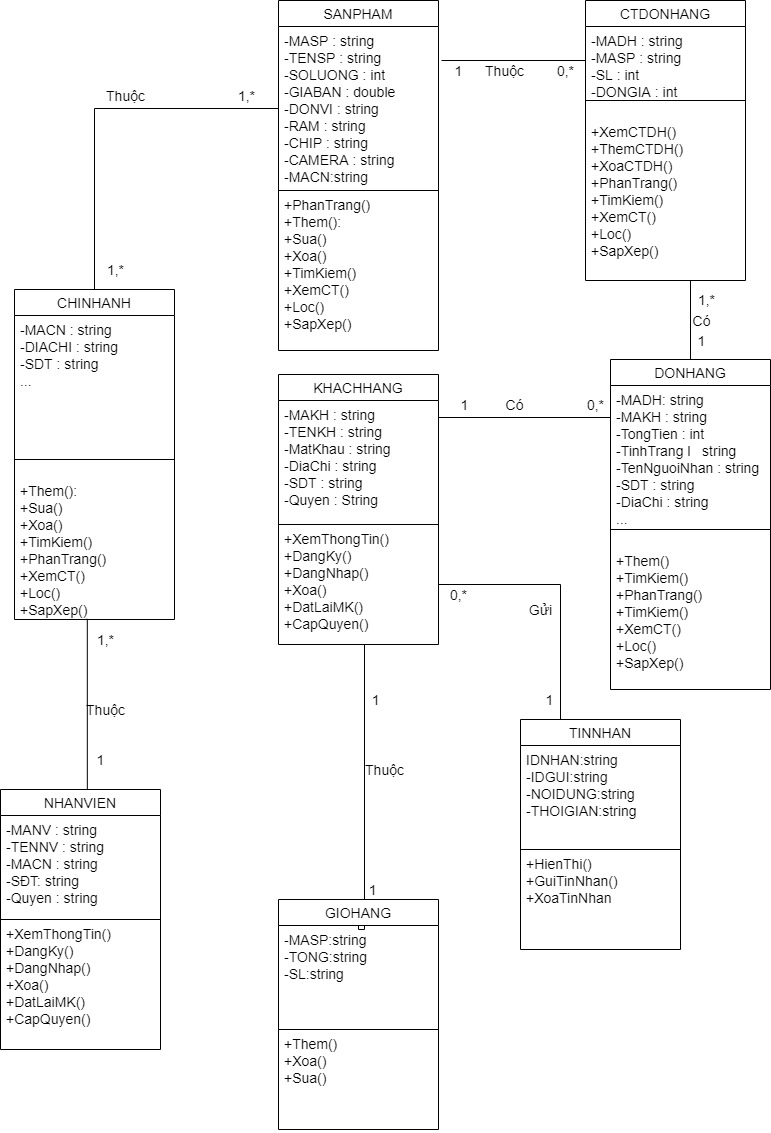 SANPHAM
-MASP : string
-TENSP : string
-SOLUONG : int
-GIABAN : double
-DONVI : string
-RAM : string
-CHIP : string
-CAMERA : string
-MACN:string
+PhanTrang()
+Them():
+Sua()
+Xoa()
+TimKiem()
+XemCT()
+Loc()
+SapXep()
1 Thuộc 0,*
CTDONHANG
-MADH : string
-MASP : string
-SL : int
-DONGIA : int
+XemCTDH()
+ThemCTDH()
+XoaCTDH()
+PhanTrang()
+TimKiem()
+XemCT()
+Loc()
+SapXep()
Thuộc 1,*
1,*
CHINHANH
-MACN : string
-DIACHI : string
-SDT : string
...
+Them():
+Sua()
+Xoa()
+TimKiem()
+PhanTrang()
+XemCT()
+Loc()
+SapXep()
1,*
Có
1
KHACHHANG
-MAKH : string
-TENKH : string
-MatKhau : string
-DiaChi : string
-SDT : string
-Quyen : String
+XemThongTin()
+DangKy()
+DangNhap()
+Xoa()
+DatLaiMK()
+CapQuyen()
1 Có 0,*
DONHANG
-MADH: string
-MAKH : string
-TongTien : int
-TinhTrang l string
-TenNguoiNhan : string
-SDT : string
-DiaChi : string
...
+Them()
+TimKiem()
+PhanTrang()
+TimKiem()
+XemCT()
+Loc()
+SapXep()
0,*
Gửi
1
1,*
Thuộc
1
1
Thuộc
1
TINNHAN
IDNHAN:string
-IDGUI:string
-NOIDUNG:string
-THOIGIAN:string
+HienThi()
+GuiTinNhan()
+XoaTinNhan
NHANVIEN
-MANV : string
-TENNV : string
-MACN : string
-SĐT: string
-Quyen : string
+XemThongTin()
+DangKy()
+DangNhap()
+Xoa()
+DatLaiMK()
+CapQuyen()
GIOHANG
-MASP:string
-TONG:string
-SL:string
+Them()
+Xoa()
+Sua()